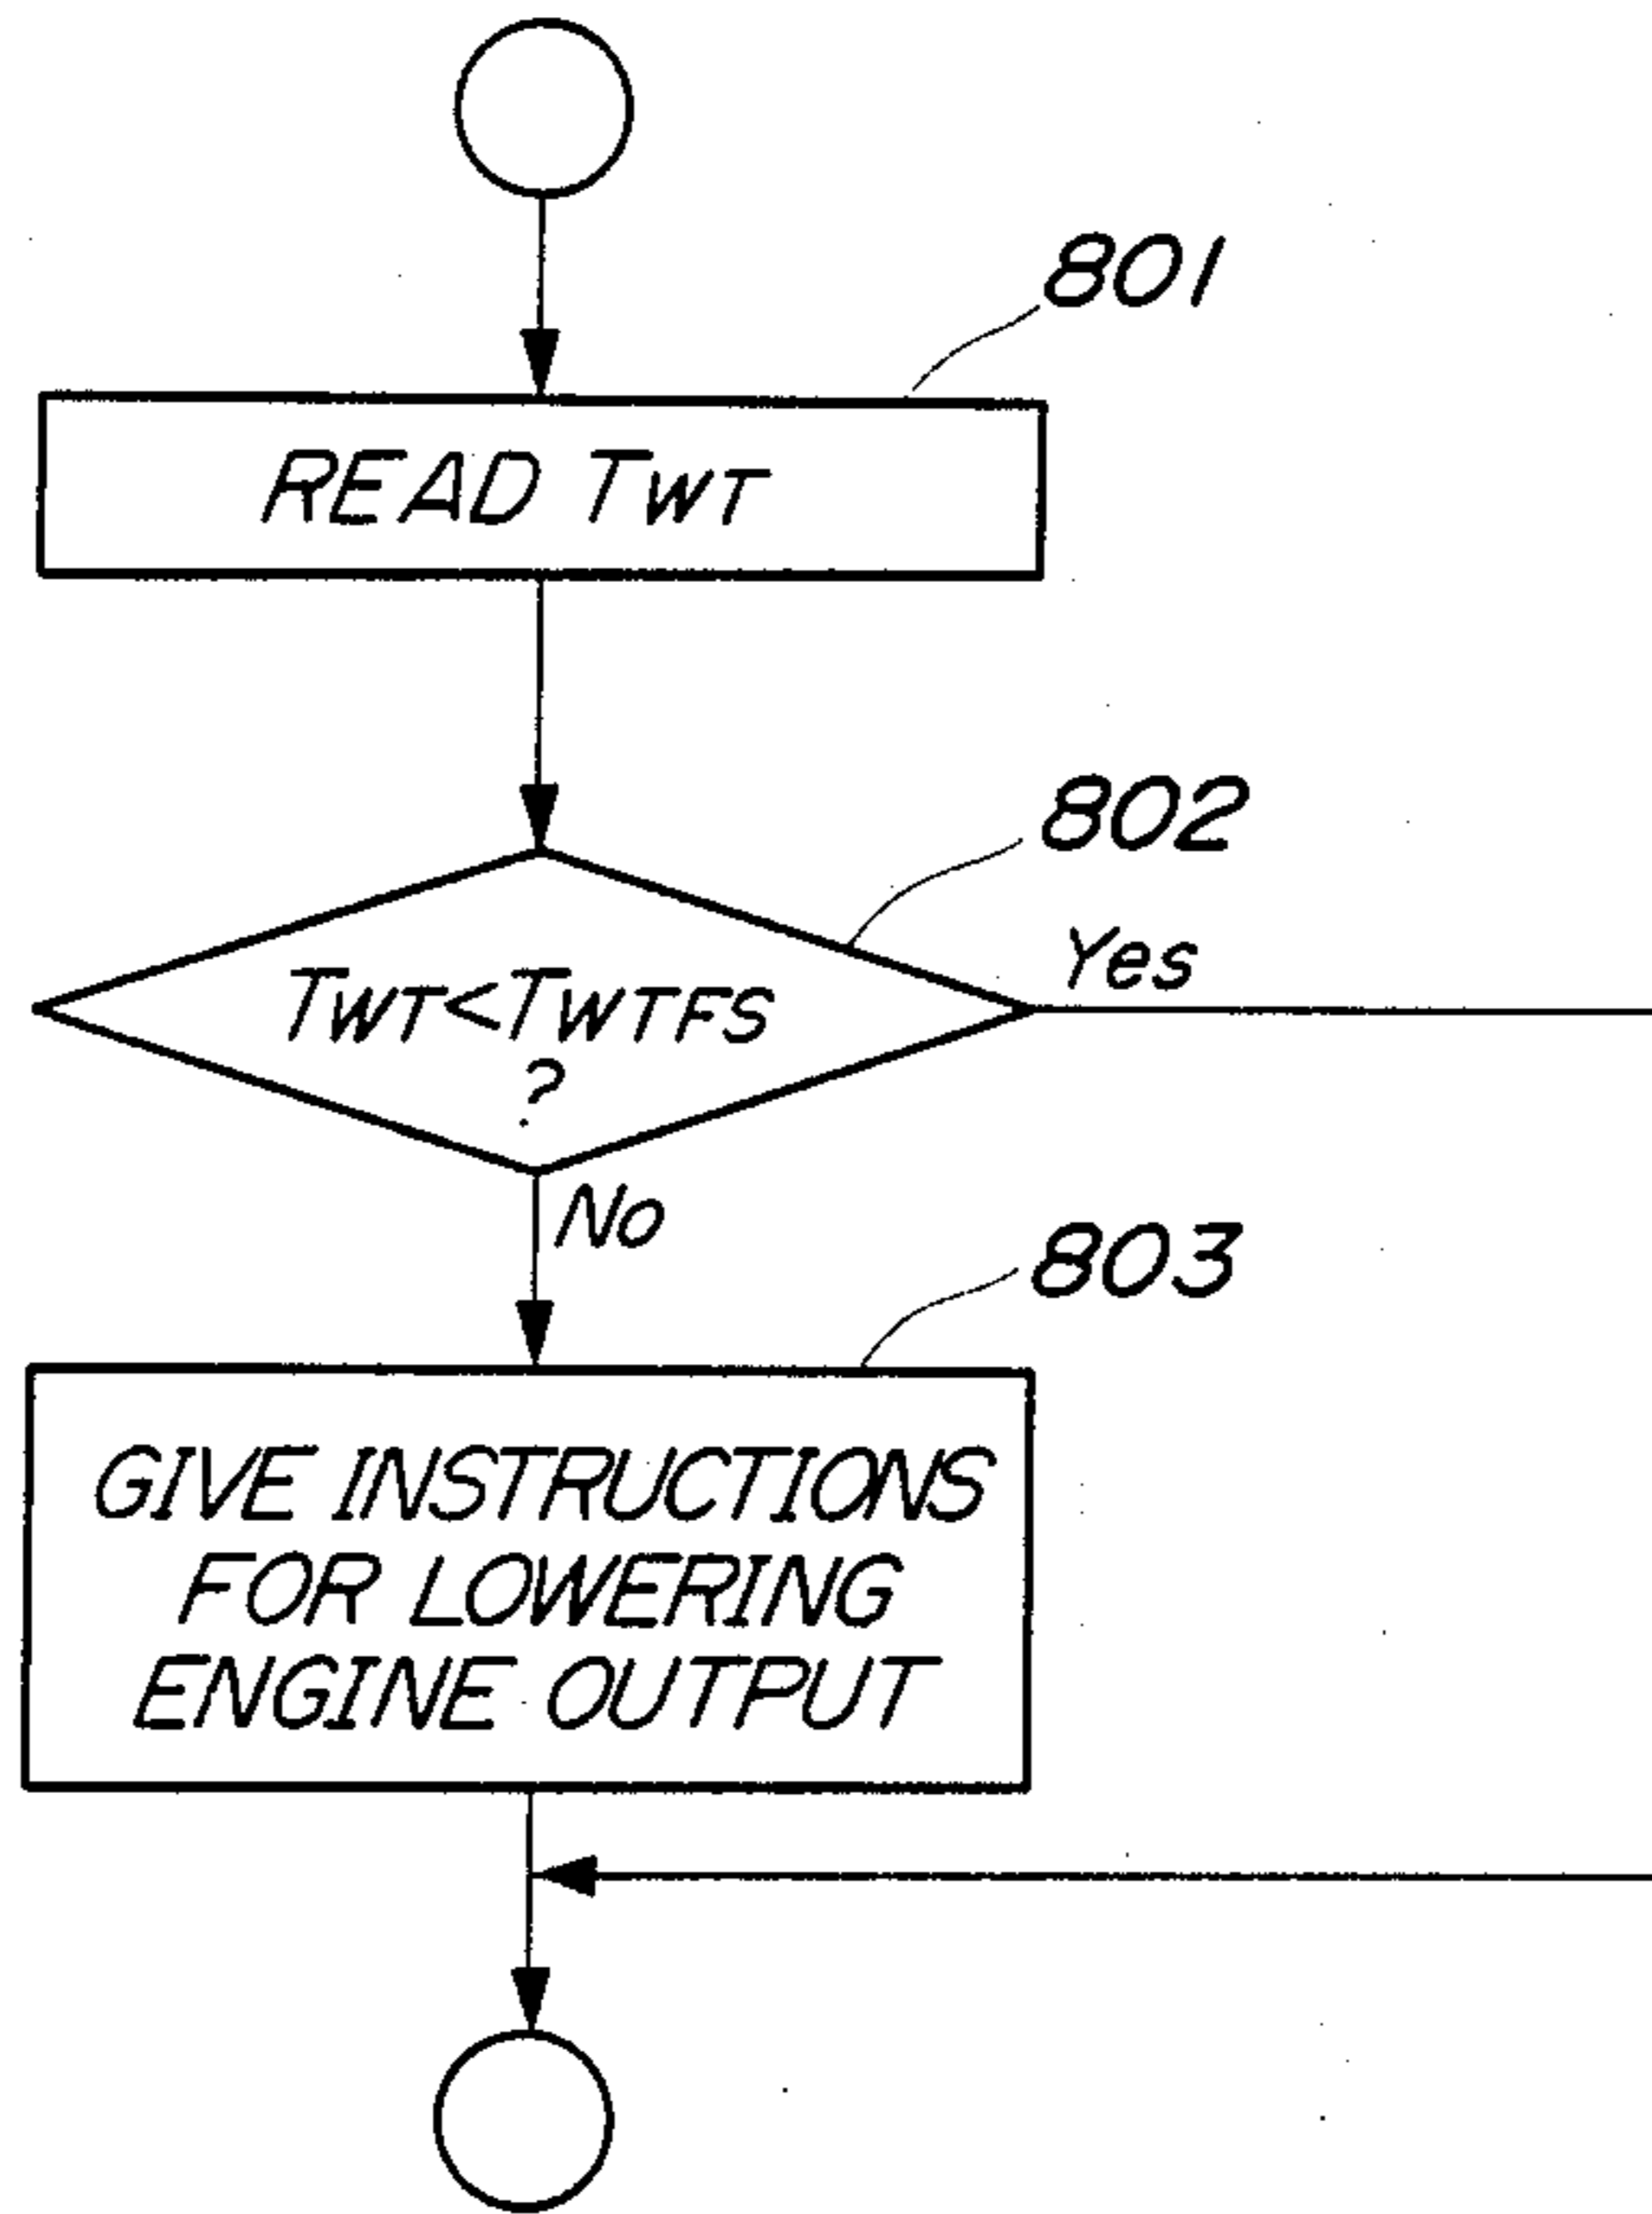 801
READ TWT
802
Yes
TWT<TWTFS
?
No
803
GIVE INSTRUCTIONS
FOR LOWERING
ENGINE OUTPUT